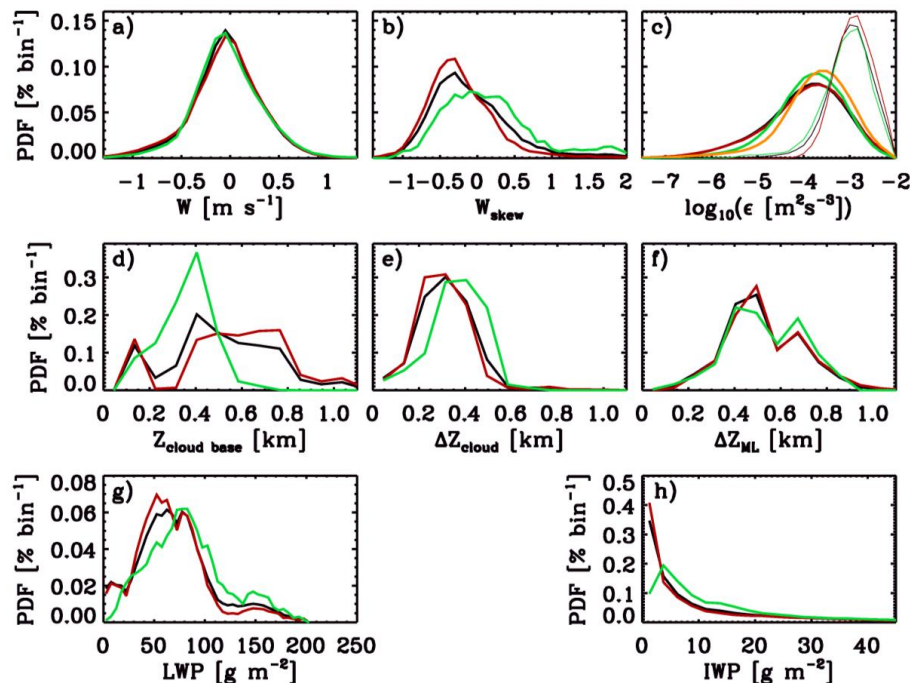 a)
PDF [% bin⁻¹]
0.15
0.10
0.05
0.00
-1 -0.5 0 0.5 1
W [m s⁻¹]
b)
-1 -0.5 0 0.5 1 1.5 2
W_skew
c)
-7 -6 -5 -4 -3 -2
log₁₀(ϵ [m²s⁻³])
d)
PDF [% bin⁻¹]
0.3
0.2
0.1
0.0
0 0.2 0.4 0.6 0.8 1.0
Z_cloud base [km]
e)
0 0.2 0.4 0.6 0.8 1.0
ΔZ_cloud [km]
f)
0 0.2 0.4 0.6 0.8 1.0
ΔZ_ML [km]
g)
PDF [% bin⁻¹]
0.08
0.06
0.04
0.02
0.00
0 50 100 150 200 250
LWP [g m⁻²]
h)
PDF [% bin⁻¹]
0.5
0.4
0.3
0.2
0.1
0.0
0 10 20 30 40
IWP [g m⁻²]